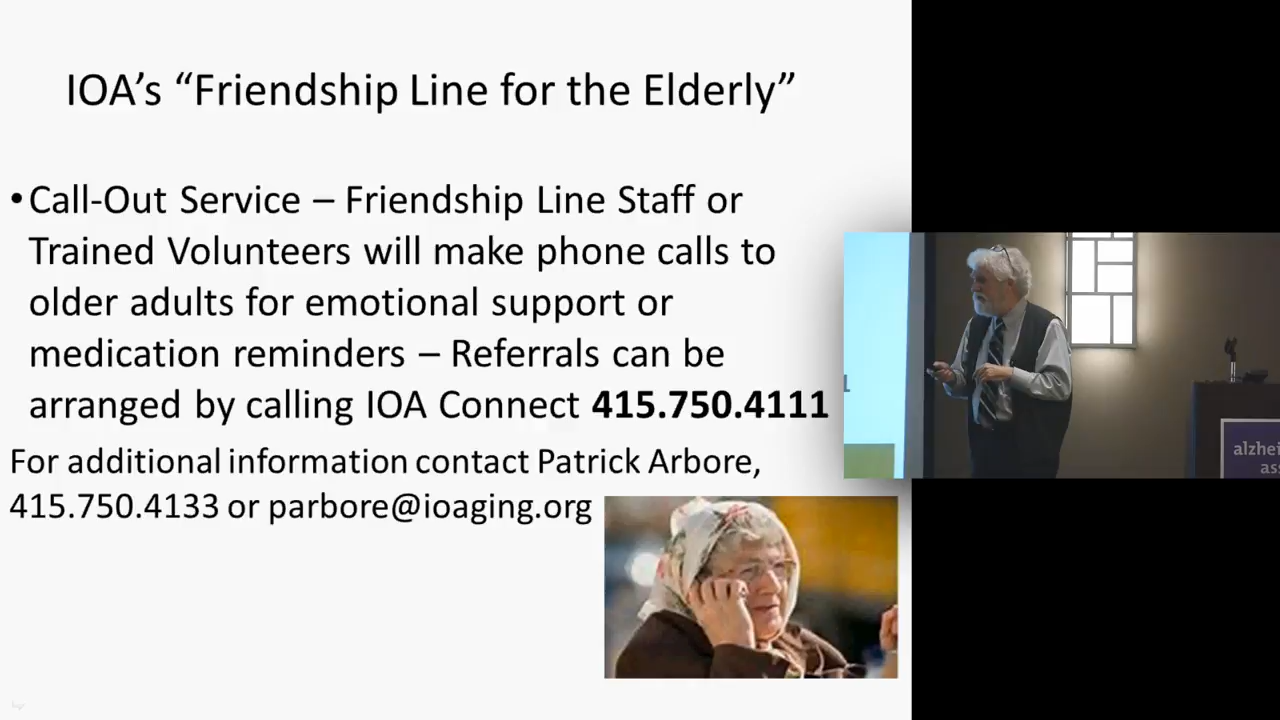 IOA’s “Friendship Line for the Elderly”
•Call-Out Service – Friendship Line Staff or
Trained Volunteers will make phone calls to
older adults for emotional support or
medication reminders – Referrals can be
arranged by calling IOA Connect 415.750.4111
For additional information contact Patrick Arbore,
415.750.4133 or parbore@ioaging.org
alzhei
ass